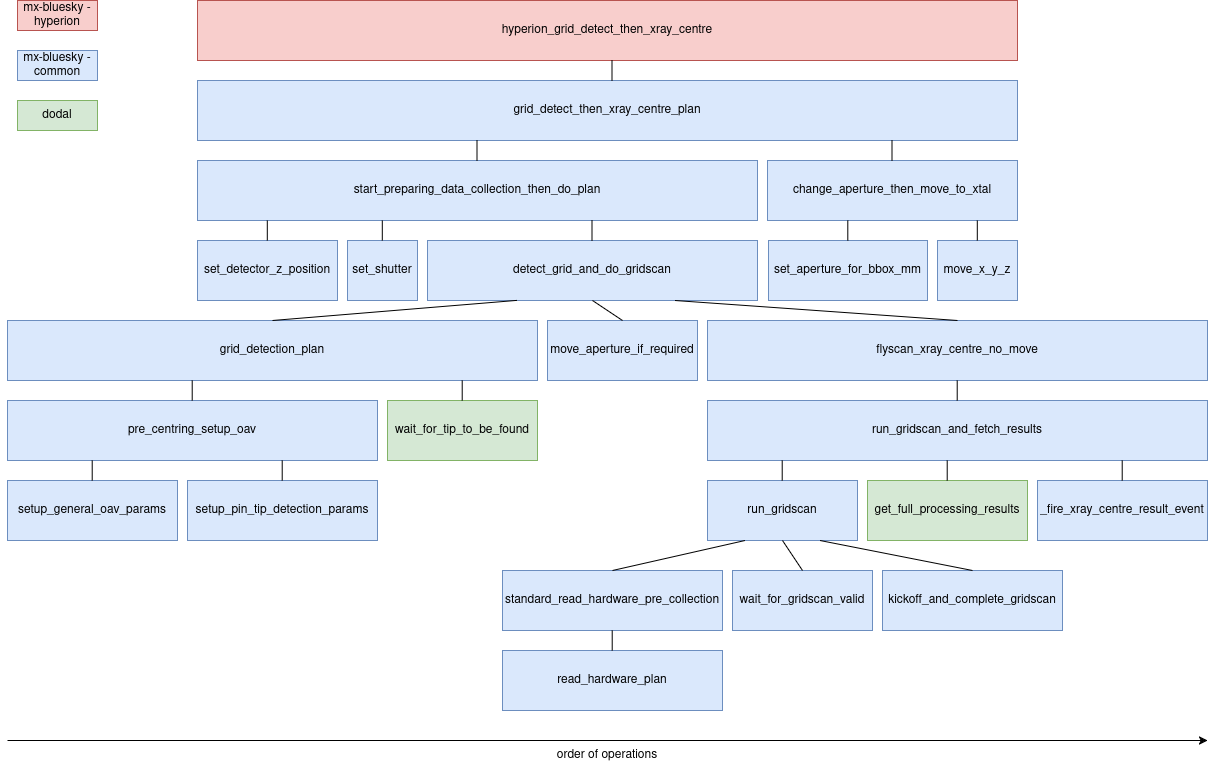 mx-bluesky -
hyperion
mx-bluesky -
common
dodal
hyperion_grid_detect_then_xray_centre
grid_detect_then_xray_centre_plan
start_preparing_data_collection_then_do_plan
change_aperture_then_move_to_xtal
set_detector_z_position
set_shutter
detect_grid_and_do_gridscan
set_aperture_for_bbox_mm
move_x_y_z
grid_detection_plan
move_aperture_if_required
flyscan_xray_centre_no_move
pre_centring_setup_oav
wait_for_tip_to_be_found
run_gridscan_and_fetch_results
setup_general_oav_params
setup_pin_tip_detection_params
run_gridscan
get_full_processing_results
_fire_xray_centre_result_event
standard_read_hardware_pre_collection
wait_for_gridscan_valid
kickoff_and_complete_gridscan
read_hardware_plan
order of operations